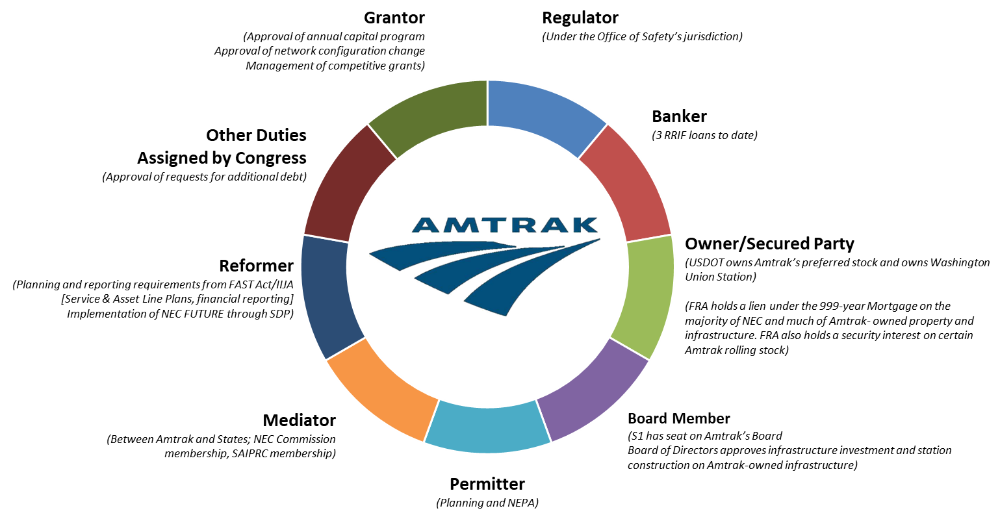 Grantor
(Approval of annual capital program
Approval of network configuration change
Management of competitive grants)
Regulator
(Under the Office of Safety's jurisdiction)
Banker
(3 RRIF loans to date)
Other Duties
Assigned by Congress
(Approval of requests for additional debt)
AMTRAK
Owner/Secured Party
(USDOT owns Amtrak's preferred stock and owns Washington
Union Station)
(FRA holds a lien under the 999-year Mortgage on the
majority of NEC and much of Amtrak- owned property and
infrastructure. FRA also holds a security interest on certain
Amtrak rolling stock)
Reformer
(Planning and reporting requirements from FAST Act/IIJA
[Service & Asset Line Plans, financial reporting]
Implementation of NEC FUTURE through SDP)
Mediator
(Between Amtrak and States; NEC Commission
membership, SAIPRC membership)
Board Member
(S1 has seat on Amtrak's Board
Board of Directors approves infrastructure investment and station
construction on Amtrak-owned infrastructure)
Permitter
(Planning and NEPA)